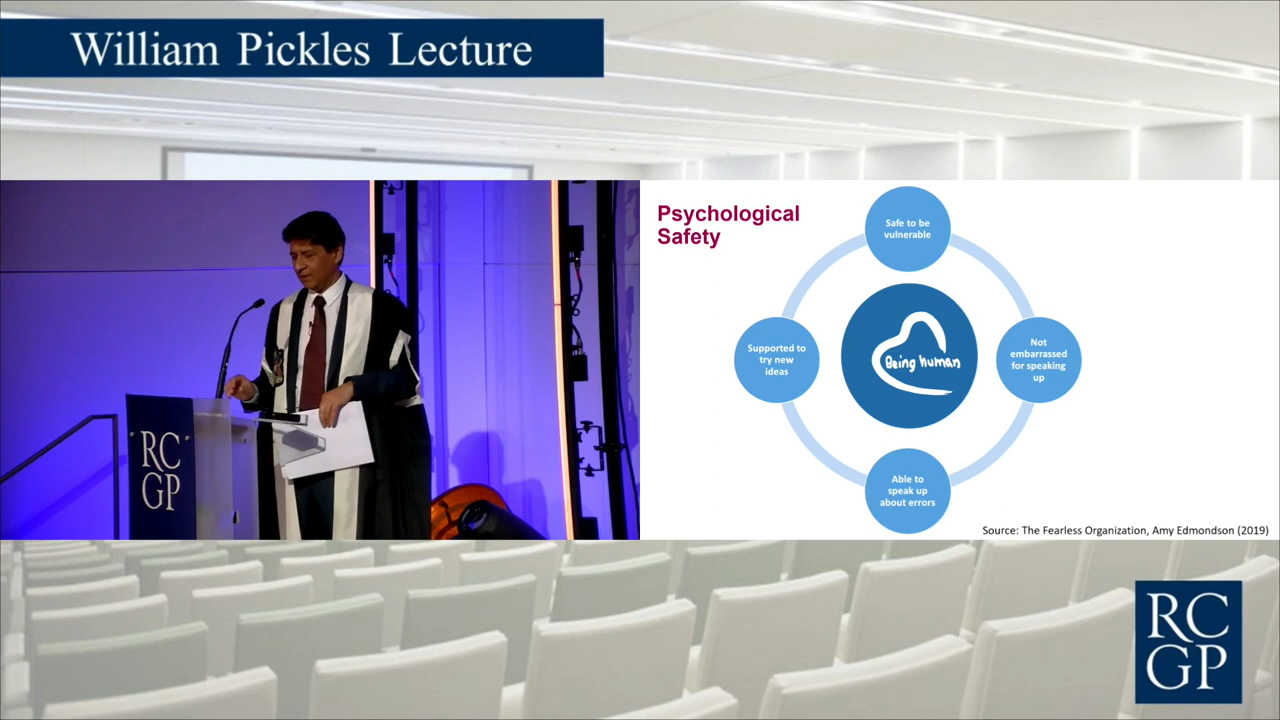 William Pickles Lecture
RC
GP
Psychological
Safety
Safe to be
vulnerable
Supported to
try new
ideas
Being human
Not
embarrassed
for speaking
up
Able to
speak up
about errors
Source: The Fearless Organization, Amy Edmondson (2019)
RC
GP